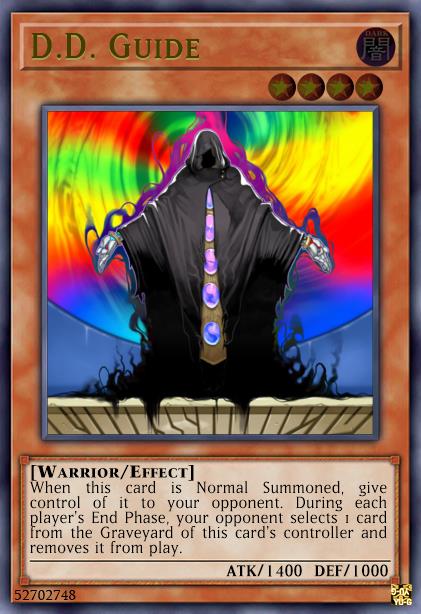 D.D. Guide
DARK
闇
[Warrior/Effect]
When this card is Normal Summoned, give
control of it to your opponent. During each
player's End Phase, your opponent selects 1 card
from the Graveyard of this card's controller and
removes it from play.
ATK/1400 DEF/1000
52702748